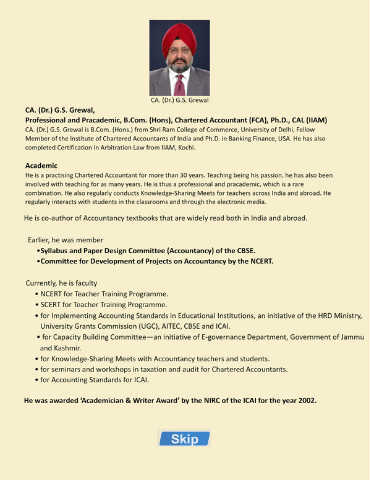 CA. (Dr.) G.S. Grewal
CA. (Dr.) G.S. Grewal,
Professional and Pracademic, B.Com. (Hons), Chartered Accountant (FCA), Ph.D., CAL (IIAM)
CA. (Dr.) G.S. Grewal is B.Com. (Hons.) from Shri Ram College of Commerce, University of Delhi, Fellow
Member of the Institute of Chartered Accountants of India and Ph.D. in Banking Finance, USA. He has also
completed Certification in Arbitration Law from IIAM, Kochi.
Academic
He is a practising Chartered Accountant for more than 30 years. Teaching being his passion, he has also been
involved with teaching for as many years. He is thus a professional and pracademic, which is a rare
combination. He also regularly conducts Knowledge-Sharing Meets for teachers across India and abroad. He
regularly interacts with students in the classrooms and through the electronic media.
He is co-author of Accountancy textbooks that are widely read both in India and abroad.
Earlier, he was member
•Syllabus and Paper Design Committee (Accountancy) of the CBSE.
•Committee for Development of Projects on Accountancy by the NCERT.
Currently, he is faculty
• NCERT for Teacher Training Programme.
• SCERT for Teacher Training Programme.
• for Implementing Accounting Standards in Educational Institutions, an initiative of the HRD Ministry,
University Grants Commission (UGC), AITEC, CBSE and ICAI.
• for Capacity Building Committee—an initiative of E-governance Department, Government of Jammu
and Kashmir.
• for Knowledge-Sharing Meets with Accountancy teachers and students.
• for seminars and workshops in taxation and audit for Chartered Accountants.
• for Accounting Standards for ICAI.
He was awarded ‘Academician & Writer Award’ by the NIRC of the ICAI for the year 2002.
Skip